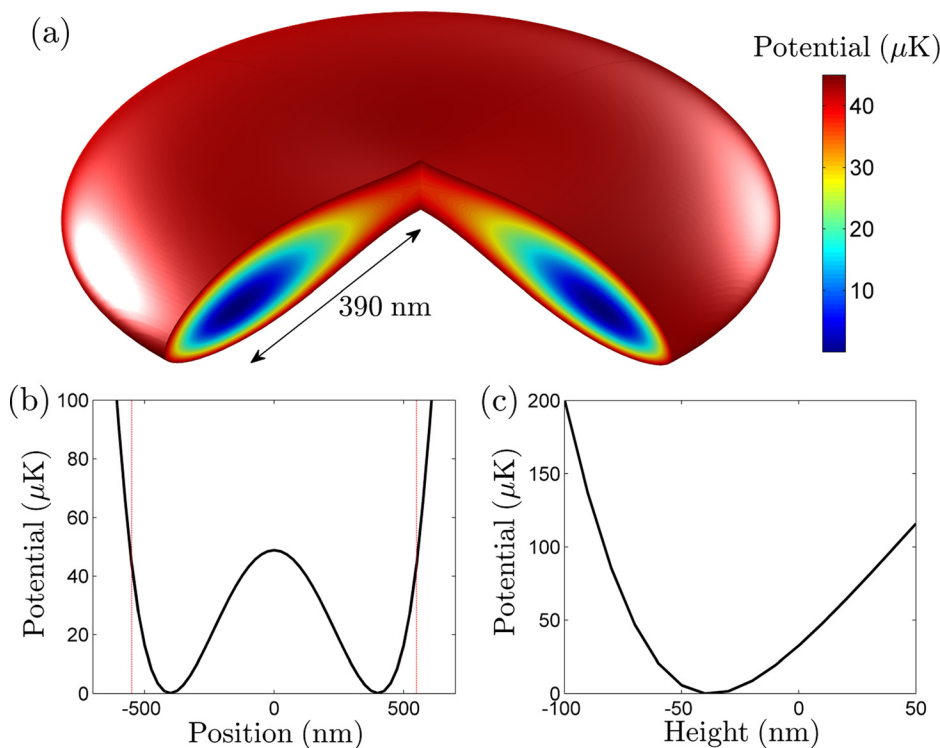 (a)
Potential (μK)
40
30
20
10
390 nm
(b)
100
80
60
40
20
0
-500
0
500
Potential (μK)
Position (nm)
(c)
200
150
100
50
0
-100
-50
0
50
Potential (μK)
Height (nm)